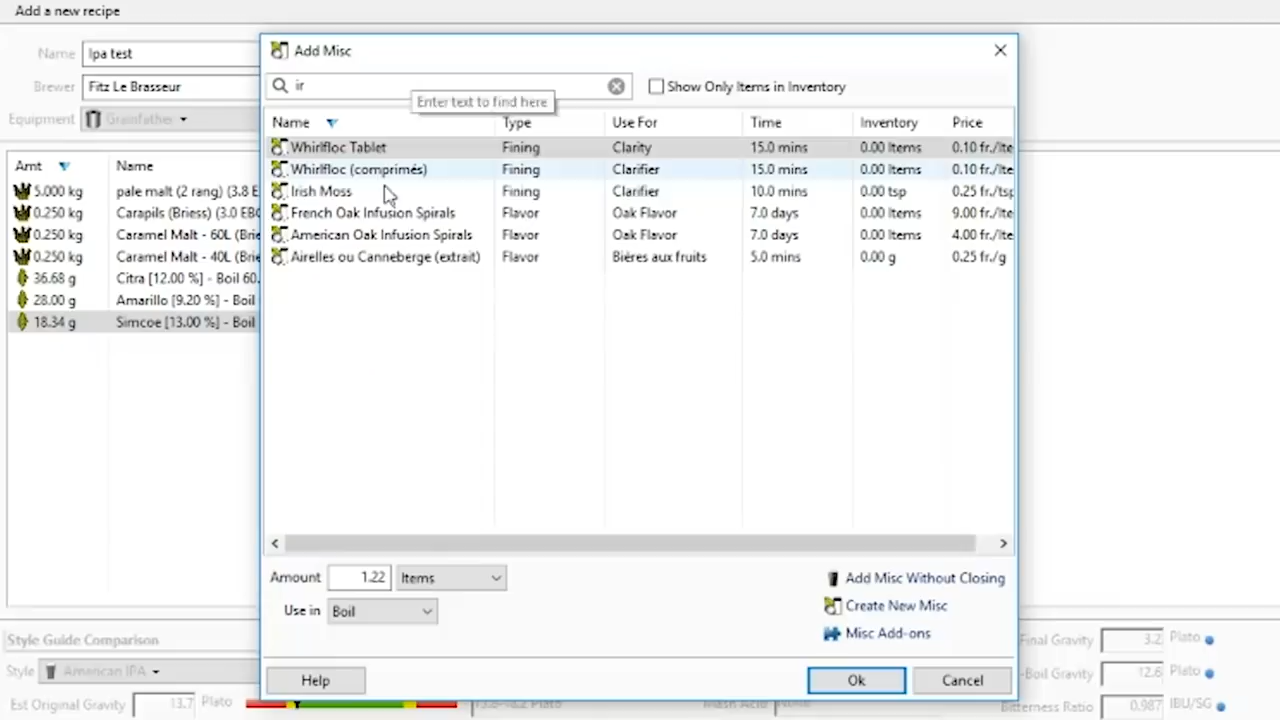 Add a new recipe
Name Ipa test
Brewer Fitz Le Brasseur
Equipment Grainfather
Amt Name
5.000 kg pale malt (2 rang) (3.8 E
0.250 kg Carapils (Briess) (3.0 EBC
0.250 kg Caramel Malt - 60L (Brie
0.250 kg Caramel Malt - 40L (Brie
36.68 g Citra [12.00 %] - Boil 60.
28.00 g Amarillo [9.20 %] - Boil
18.34 g Simcoe [13.00 %] - Boil
Style Guide Comparison
Style American IPA
Est Original Gravity 13.7 Plato
Add Misc
ir
Enter text to find here
Show Only Items in Inventory
Name Type Use For Time Inventory Price
Whirlfloc Tablet Fining Clarity 15.0 mins 0.00 Items 0.10 fr./Ite
Whirlfloc (comprimés) Fining Clarifier 15.0 mins 0.00 Items 0.10 fr./Ite
Irish Moss Fining Clarifier 10.0 mins 0.00 tsp 0.25 fr./tsp
French Oak Infusion Spirals Flavor Oak Flavor 7.0 days 0.00 Items 9.00 fr./Ite
American Oak Infusion Spirals Flavor Oak Flavor 7.0 days 0.00 Items 4.00 fr./Ite
Airelles ou Canneberge (extrait) Flavor Bières aux fruits 5.0 mins 0.00 g 0.25 fr./g
Amount 1.22 Items
Use in Boil
Add Misc Without Closing
Create New Misc
Misc Add-ons
Help Ok Cancel
Final Gravity 3.2 Plato
-Boil Gravity 12.6 Plato
Bitterness Ratio 0.987 IBU/SG